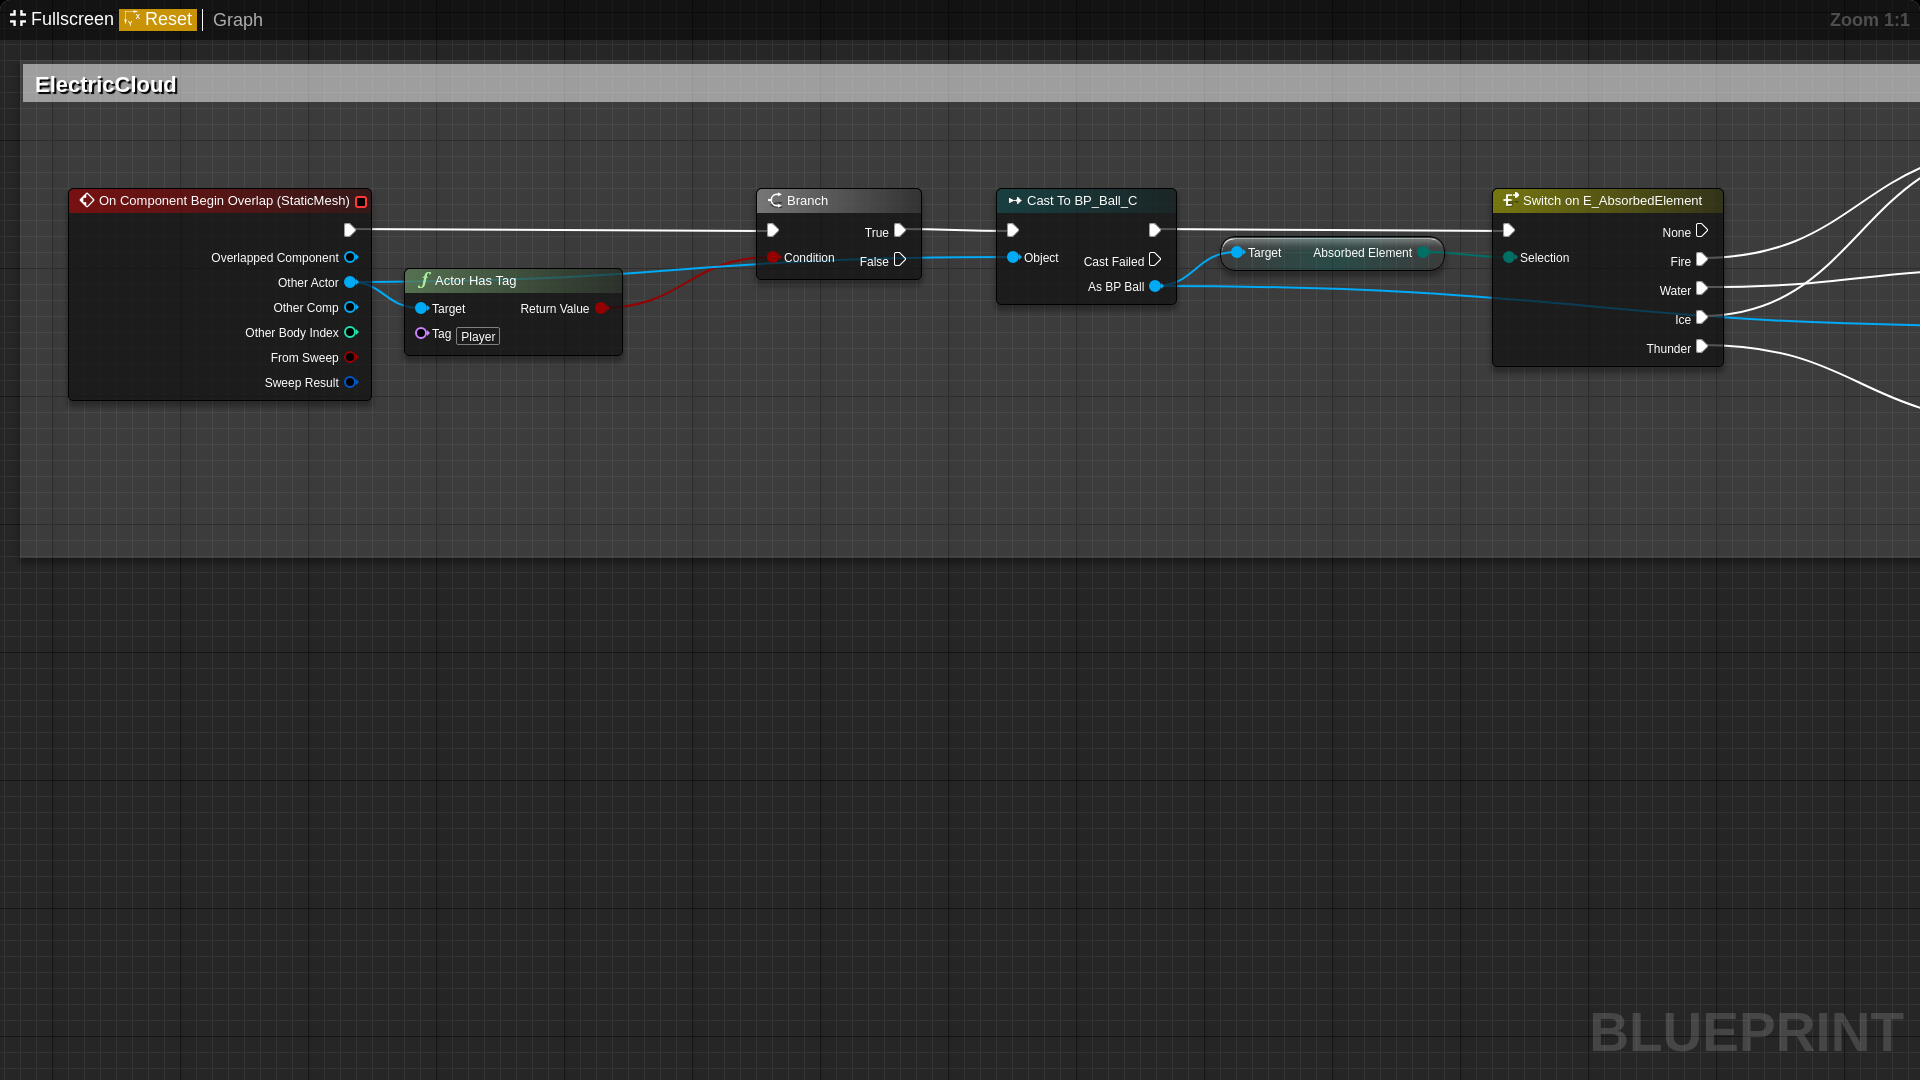 Fullscreen Reset Graph Zoom 1:1
ElectricCloud
On Component Begin Overlap (StaticMesh)
Overlapped Component
Other Actor
Other Comp
Other Body Index
From Sweep
Sweep Result
Actor Has Tag
Target Return Value
Tag Player
Branch
True
Condition False
Cast To BP_Ball_C
Object Cast Failed
As BP Ball
Target Absorbed Element
Switch on E_AbsorbedElement
None
Selection Fire
Water
Ice
Thunder
BLUEPRINT